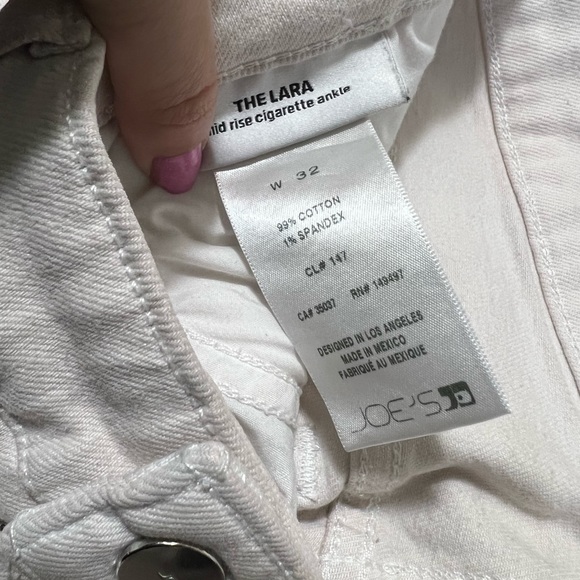 THE LARA
mid rise cigarette ankle
W 32
99% COTTON
1% SPANDEX
CL# 147
CA# 35037 RN# 149497
DESIGNED IN LOS ANGELES
MADE IN MEXICO
FABRIQUÉ AU MEXIQUE
JOE'S